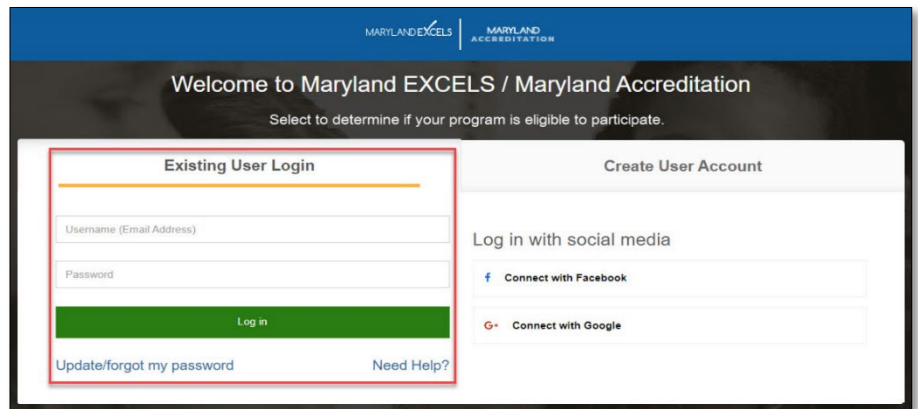 MARYLAND EXCELS
MARYLAND
ACCREDITATION
Welcome to Maryland EXCELS / Maryland Accreditation
Select to determine if your program is eligible to participate.
Existing User Login
Create User Account
Username (Email Address)
Password
Log in
Update/forgot my password
Need Help?
Log in with social media
f Connect with Facebook
G+ Connect with Google